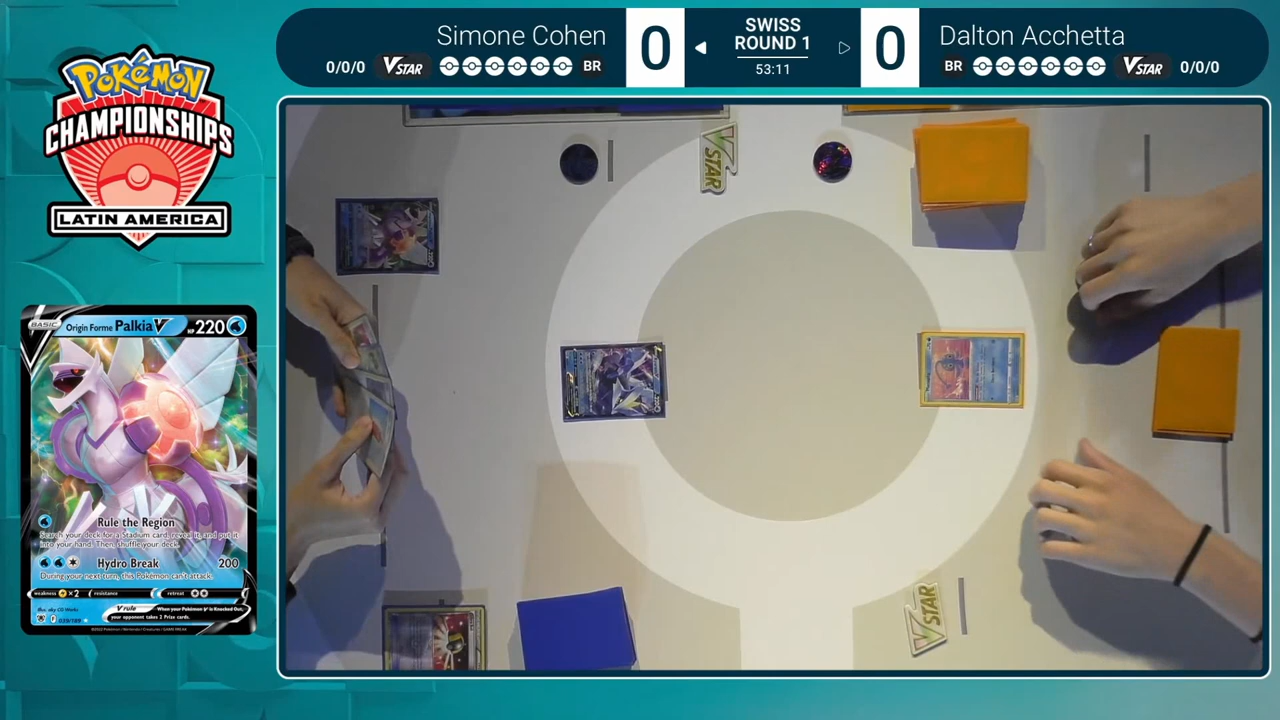 Simone Cohen
0/0/0
VSTAR
BR
0
SWISS
ROUND 1
53:11
0
Dalton Acchetta
BR
VSTAR
0/0/0
Pokémon
CHAMPIONSHIPS
LATIN AMERICA
VSTAR
VSTAR
BASIC
Origin Forme Palkia V HP 220
Rule the Region
Search your deck for a Stadium card, reveal it, and put it
into your hand. Then, shuffle your deck.
Hydro Break 200
During your next turn, this Pokémon can't attack.
weakness ×2 resistance retreat
V rule
When your Pokémon V is Knocked Out,
your opponent takes 2 Prize cards.
039/189